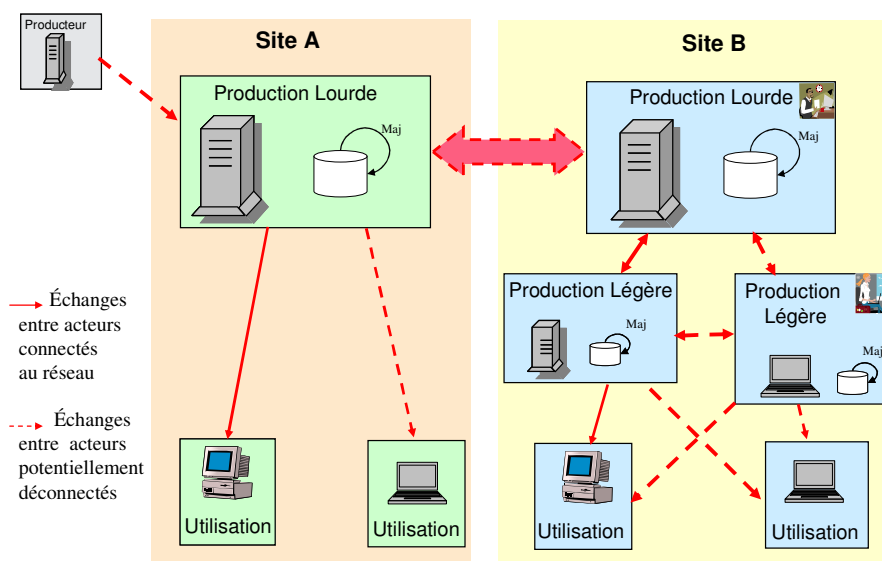 Producteur
Site A
Production Lourde
Maj
Utilisation
Utilisation
Site B
Production Lourde
Maj
Production Légère
Maj
Production
Légère
Maj
Utilisation
Utilisation
Échanges
entre acteurs
connectés
au réseau
Échanges
entre acteurs
potentiellement
déconnectés